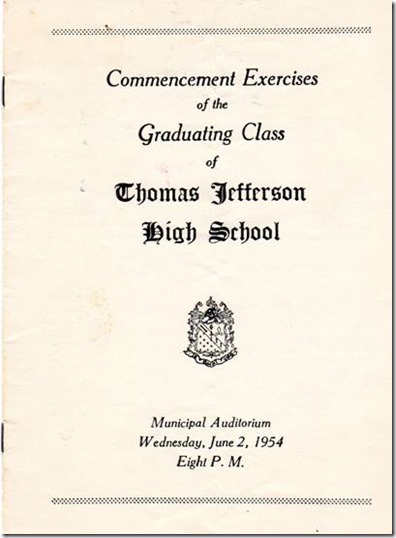 Commencement Exercises
of the
Graduating Class
of
Thomas Jefferson
High School
Municipal Auditorium
Wednesday, June 2, 1954
Eight P. M.